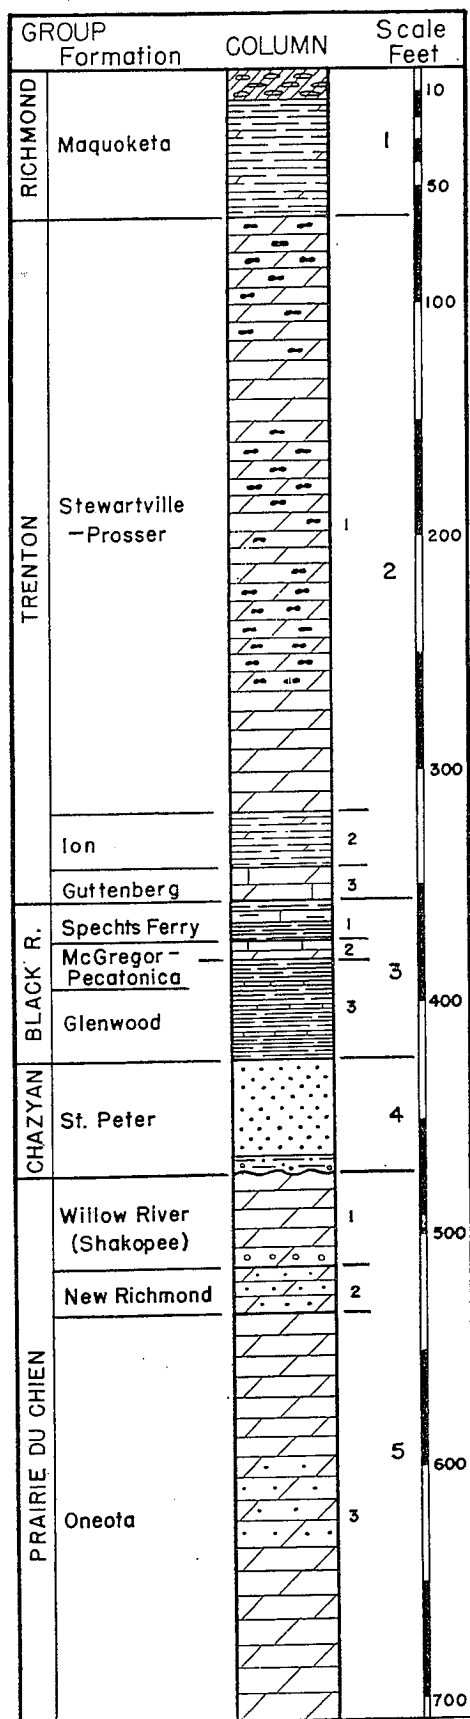 GROUP
Formation
COLUMN
Scale
Feet
RICHMOND
Maquoketa
1
10
50
TRENTON
Stewartville
-Prosser
1
2
100
200
300
Ion
2
Guttenberg
3
BLACK R.
Spechts Ferry
1
McGregor-
Pecatonica
2
Glenwood
3
3
400
CHAZYAN
St. Peter
4
PRAIRIE DU CHIEN
Willow River
(Shakopee)
1
500
New Richmond
2
Oneota
3
5
600
700